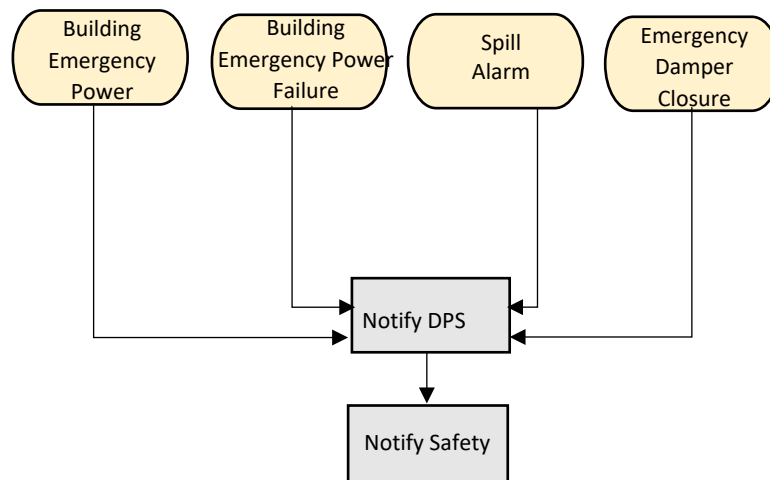 Building
Emergency
Power
Building
Emergency Power
Failure
Spill
Alarm
Emergency
Damper
Closure
Notify DPS
Notify Safety